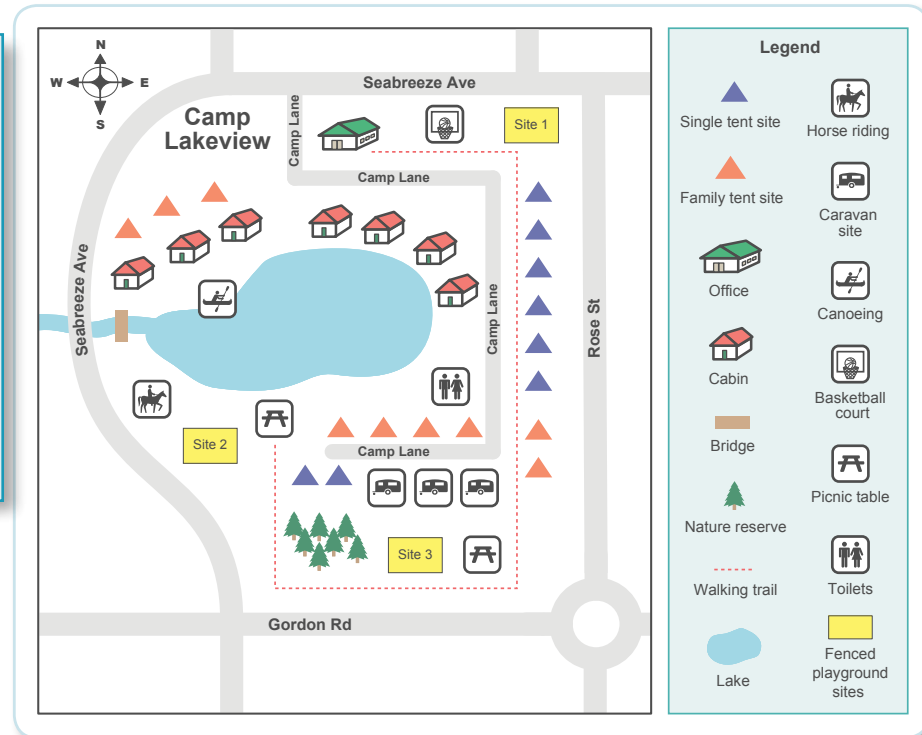 N
W E
S
Camp
Lakeview
Seabreeze Ave
Camp Lane
Site 1
Camp Lane
Seabreeze Ave
Camp Lane
Rose St
Site 2
Camp Lane
Site 3
Gordon Rd
Legend
Single tent site
Family tent site
Office
Cabin
Bridge
Nature reserve
Walking trail
Lake
Horse riding
Caravan
site
Canoeing
Basketball
court
Picnic table
Toilets
Fenced
playground
sites